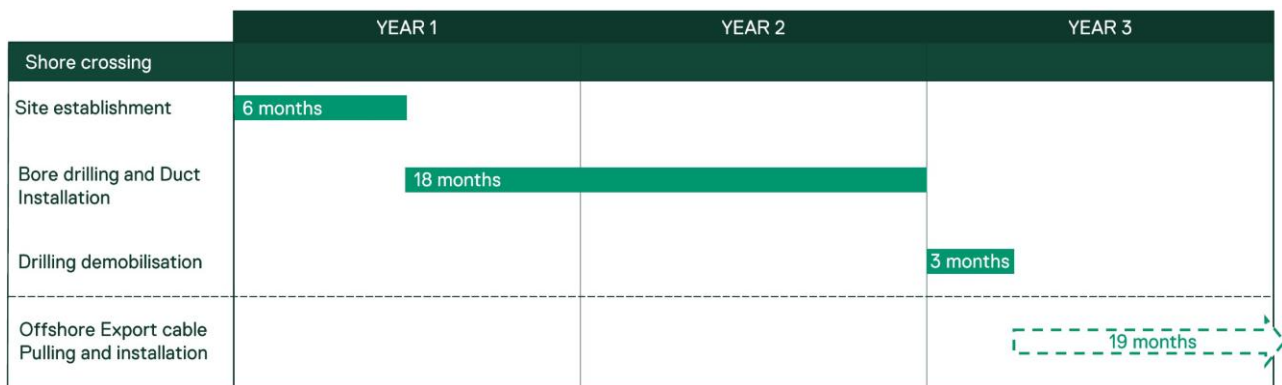 YEAR 1 YEAR 2 YEAR 3
Shore crossing
Site establishment 6 months
Bore drilling and Duct
Installation
18 months
Drilling demobilisation 3 months
Offshore Export cable
Pulling and installation
19 months